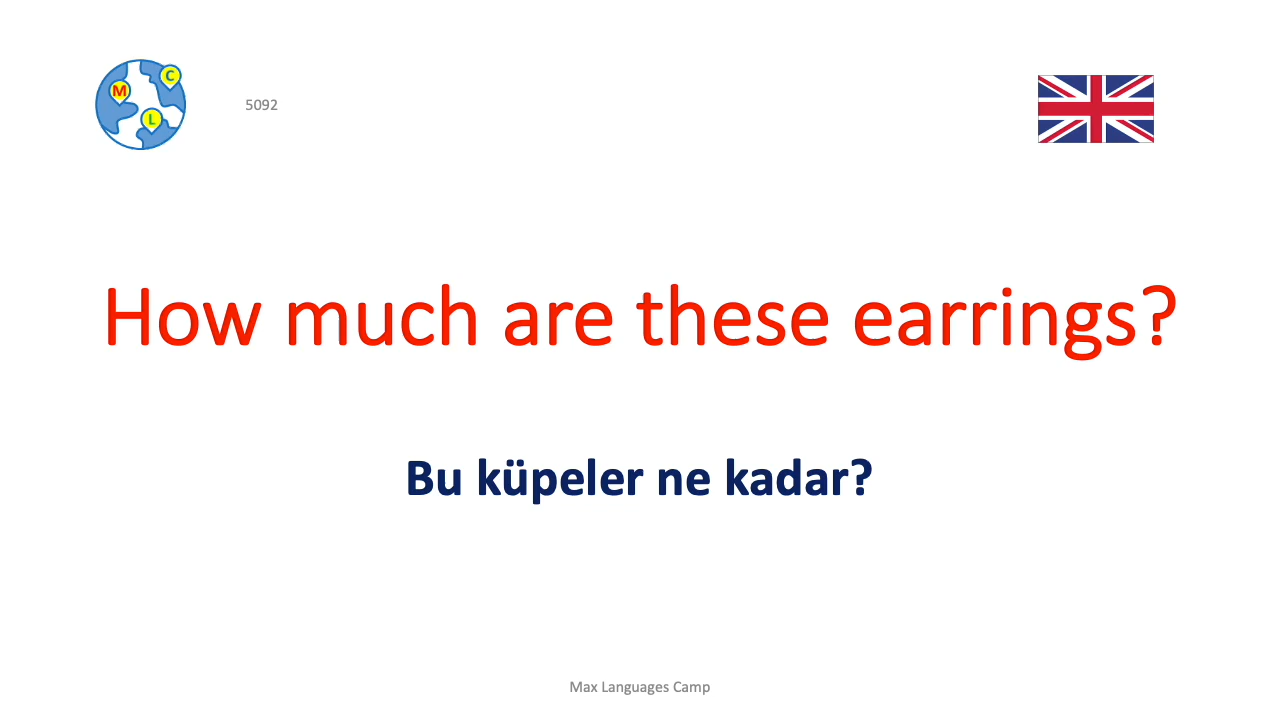 M
C
L
5092
How much are these earrings?
Bu küpeler ne kadar?
Max Languages Camp